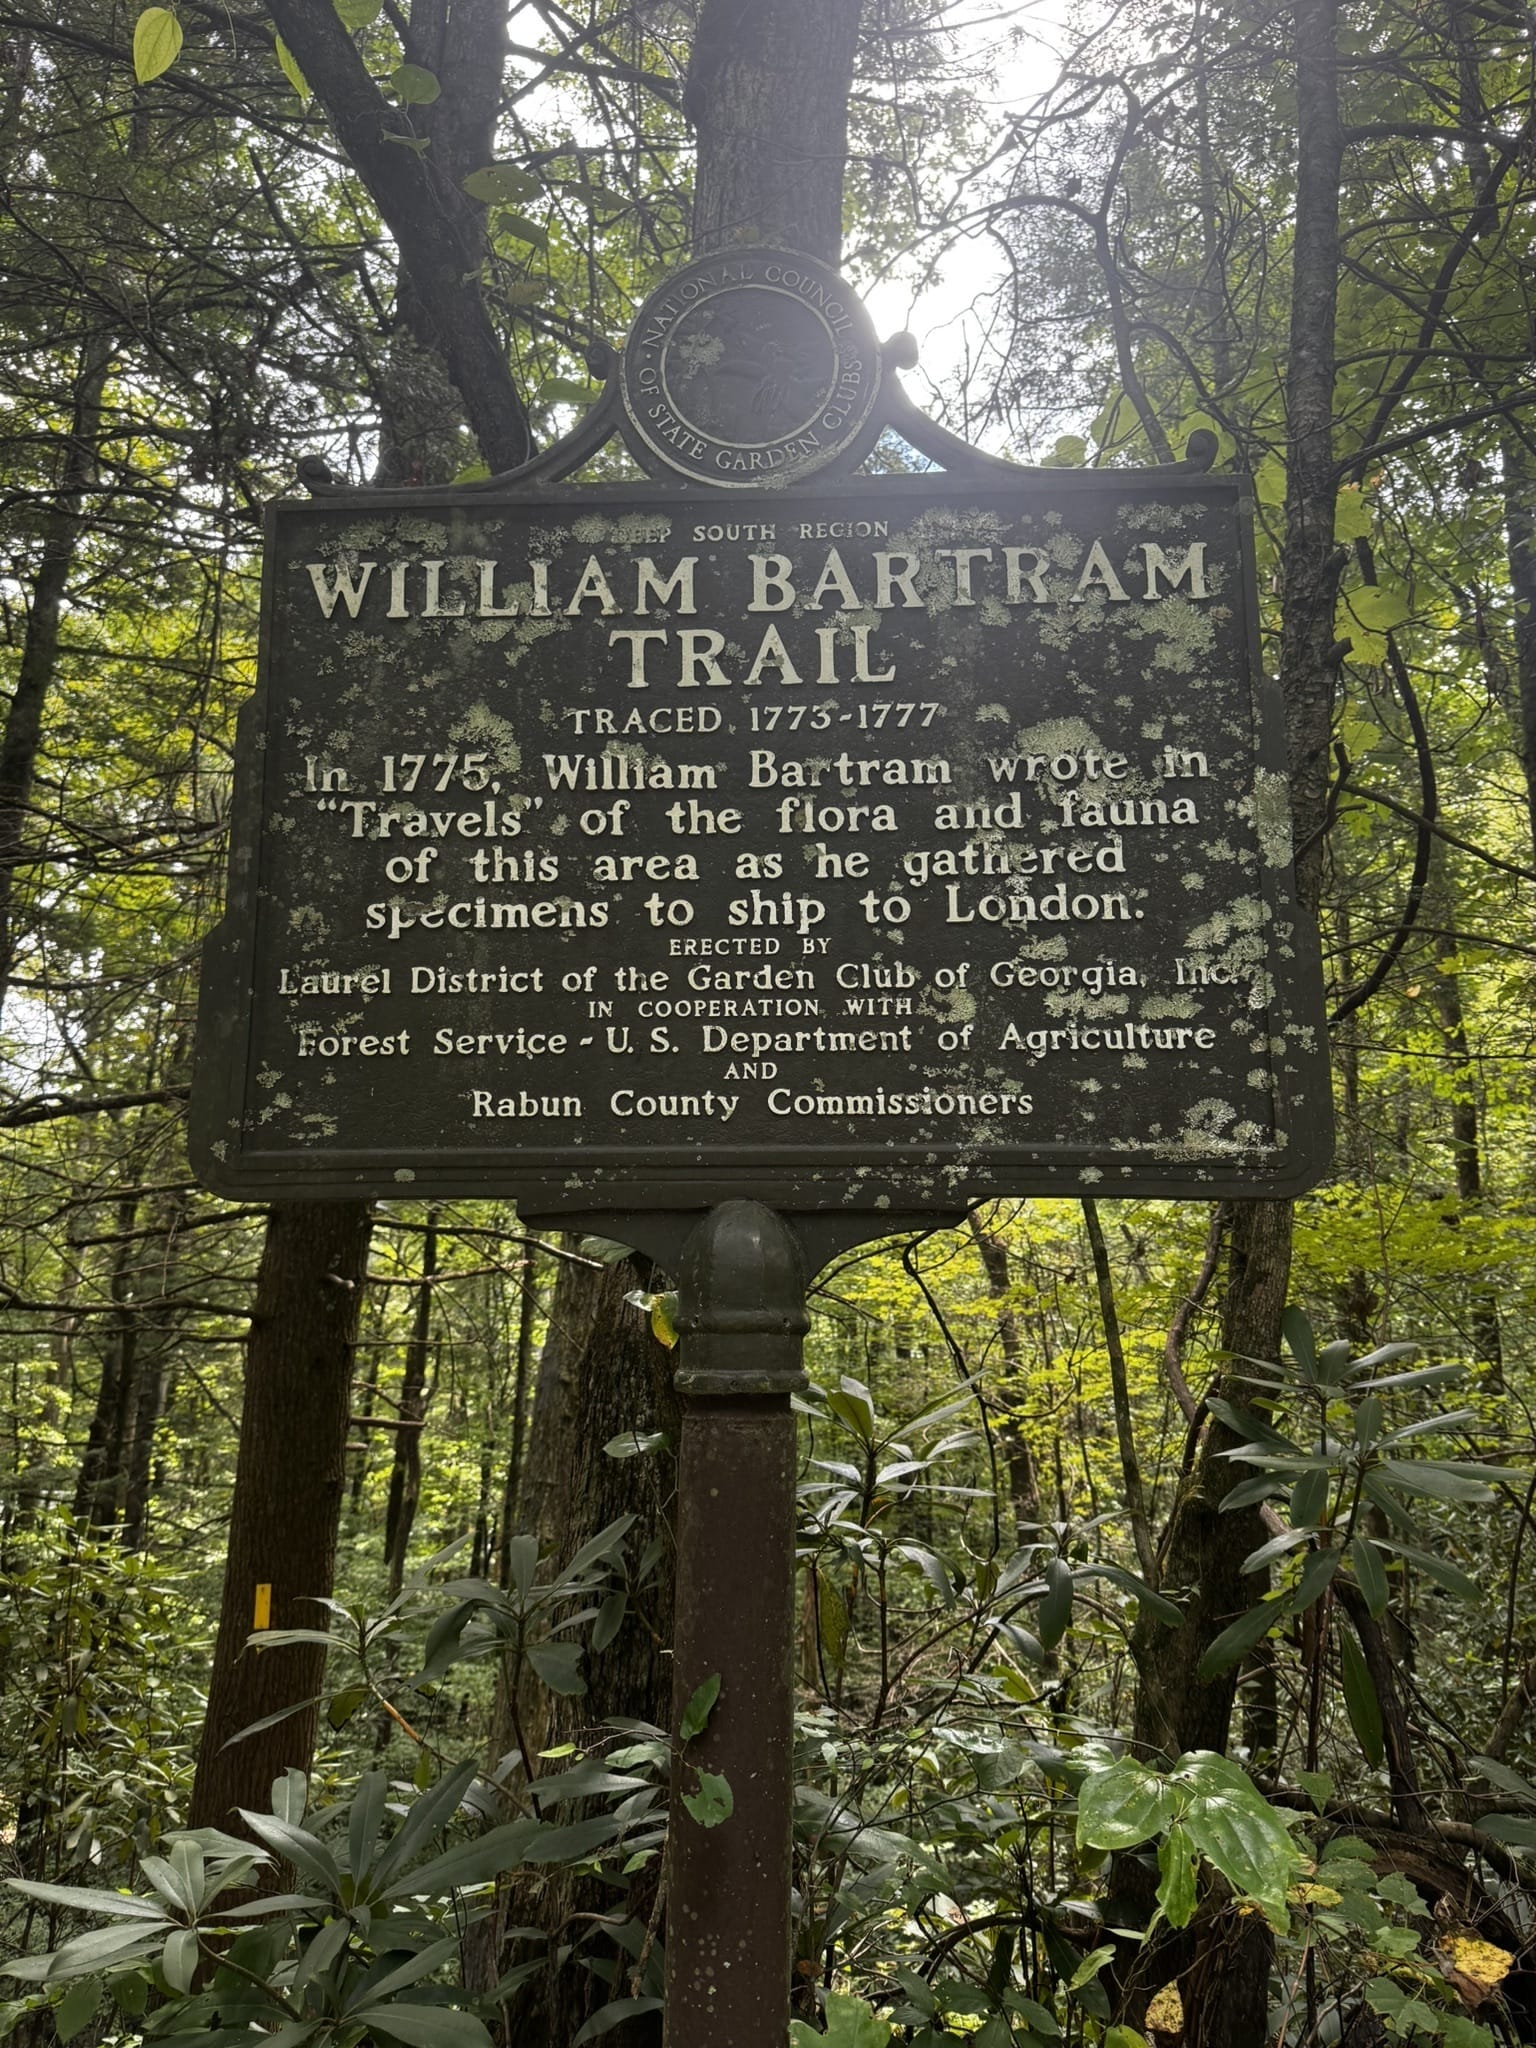 NATIONAL COUNCIL
OF STATE GARDEN CLUBS
SOUTH REGION
WILLIAM BARTRAM
TRAIL
TRACED 1773-1777
In 1775, William Bartram wrote in
"Travels" of the flora and fauna
of this area as he gathered
specimens to ship to London.
ERECTED BY
Laurel District of the Garden Club of Georgia, Inc.
IN COOPERATION WITH
Forest Service - U. S. Department of Agriculture
AND
Rabun County Commissioners